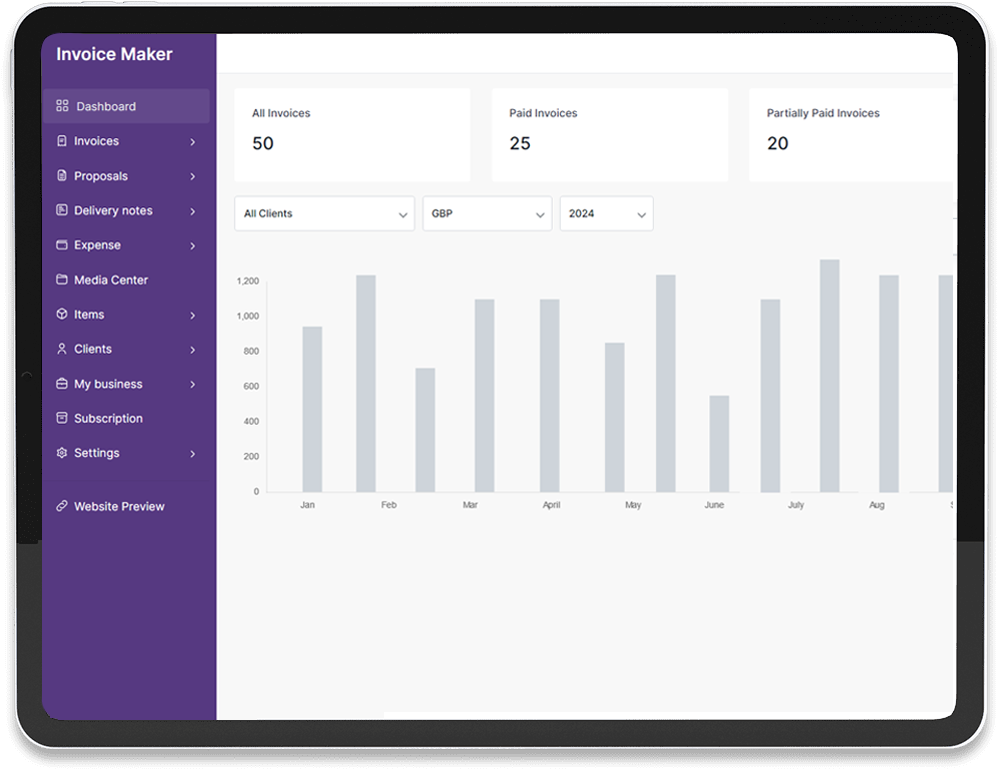 Invoice Maker
Dashboard
Invoices
Proposals
Delivery notes
Expense
Media Center
Items
Clients
My business
Subscription
Settings
Website Preview
All Invoices
50
Paid Invoices
25
Partially Paid Invoices
20
All Clients
GBP
2024
1,200
1,000
800
600
400
200
0
Jan Feb Mar April May June July Aug